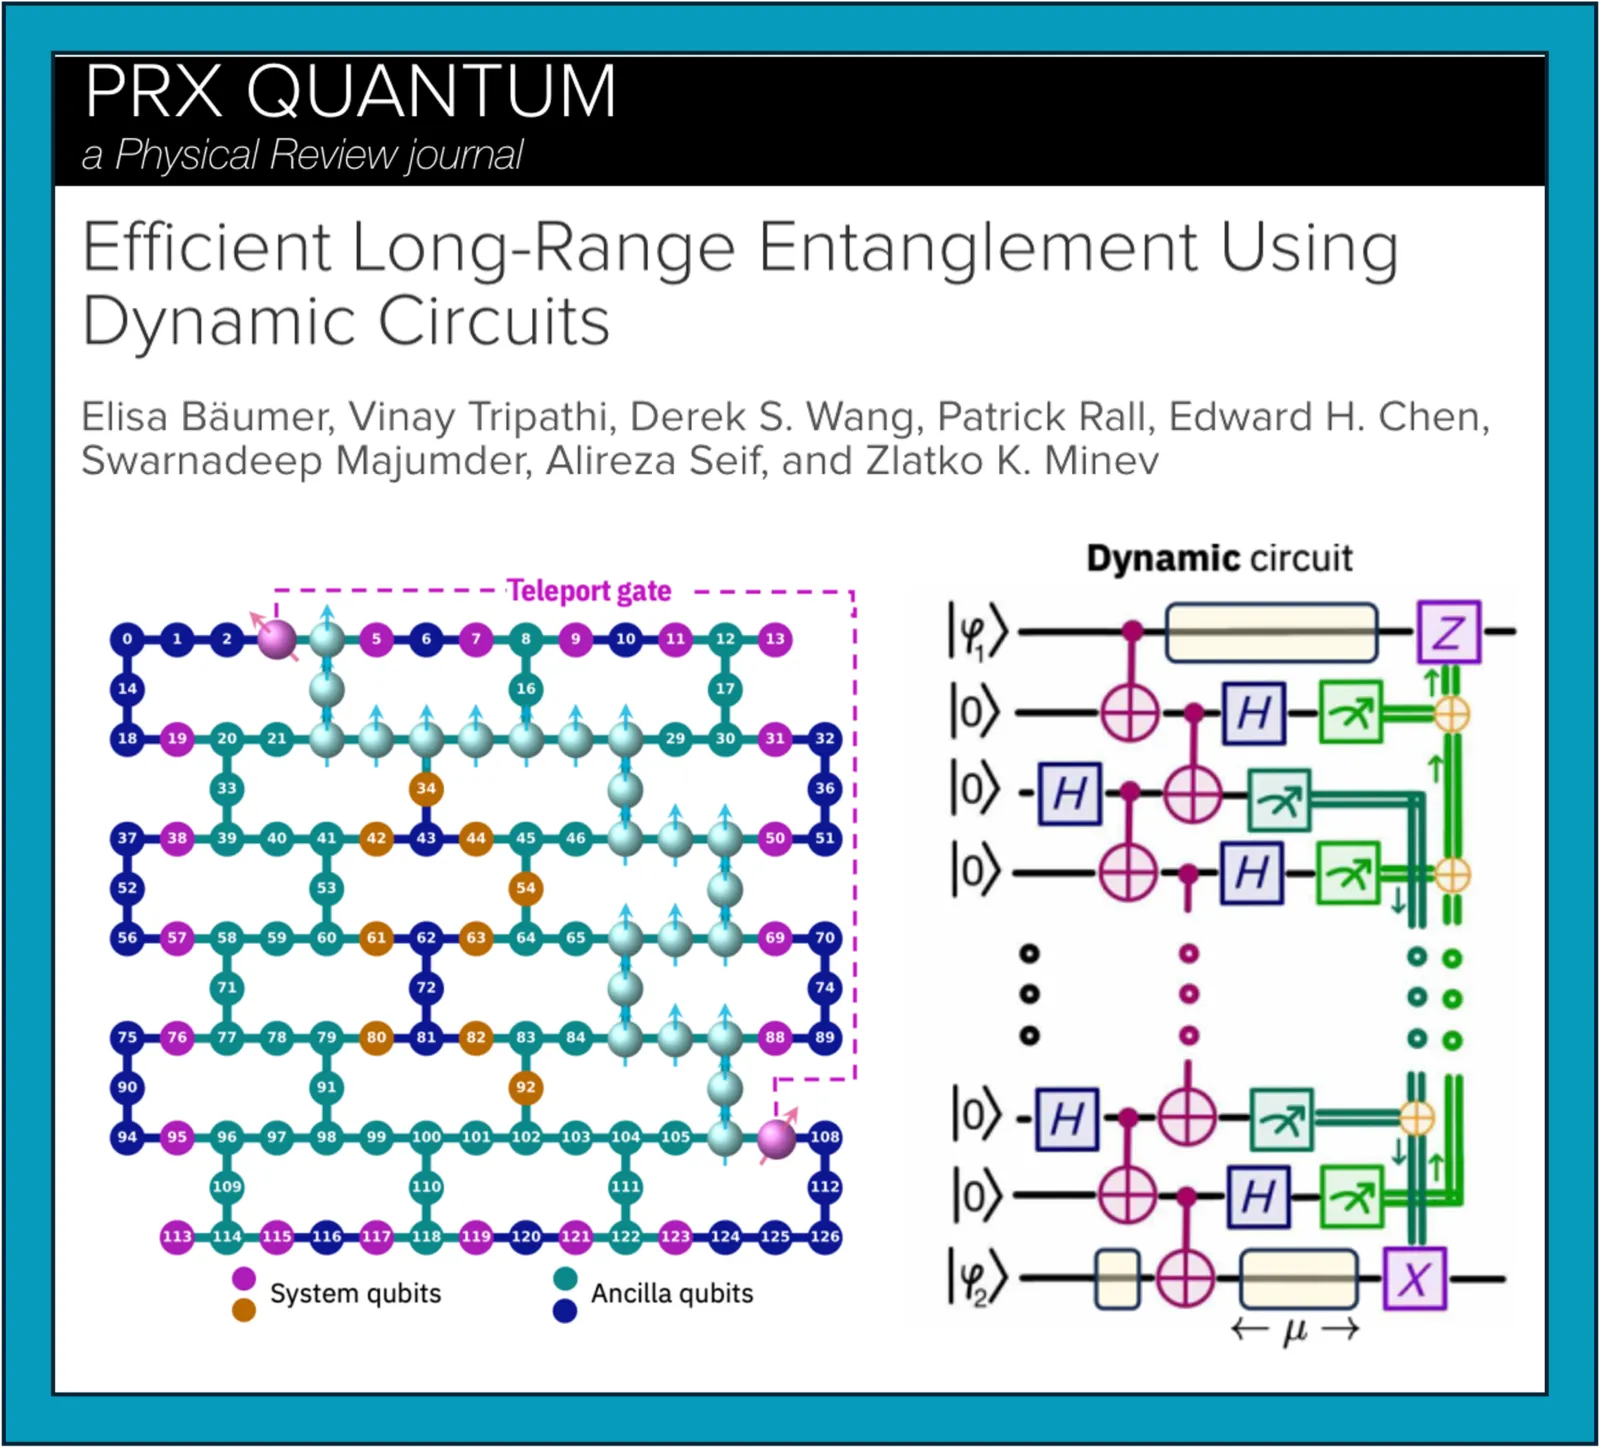 PRX QUANTUM
a Physical Review journal
Efficient Long-Range Entanglement Using
Dynamic Circuits
Elisa Bäumer, Vinay Tripathi, Derek S. Wang, Patrick Rall, Edward H. Chen,
Swarnadeep Majumder, Alireza Seif, and Zlatko K. Minev
Teleport gate
0 1 2 5 6 7 8 9 10 11 12 13
14 16 17
18 19 20 21 29 30 31 32
33 34 36
37 38 39 40 41 42 43 44 45 46 50 51
52 53 54
56 57 58 59 60 61 62 63 64 65 69 70
71 72 74
75 76 77 78 79 80 81 82 83 84 88 89
90 91 92
94 95 96 97 98 99 100 101 102 103 104 105 108
109 110 111 112
113 114 115 116 117 118 119 120 121 122 123 124 125 126
System qubits
Ancilla qubits
Dynamic circuit
|φ₁⟩ Z
|0⟩ H
|0⟩ H
|0⟩ H
|0⟩ H
|0⟩ H
|φ₂⟩ X
← μ →